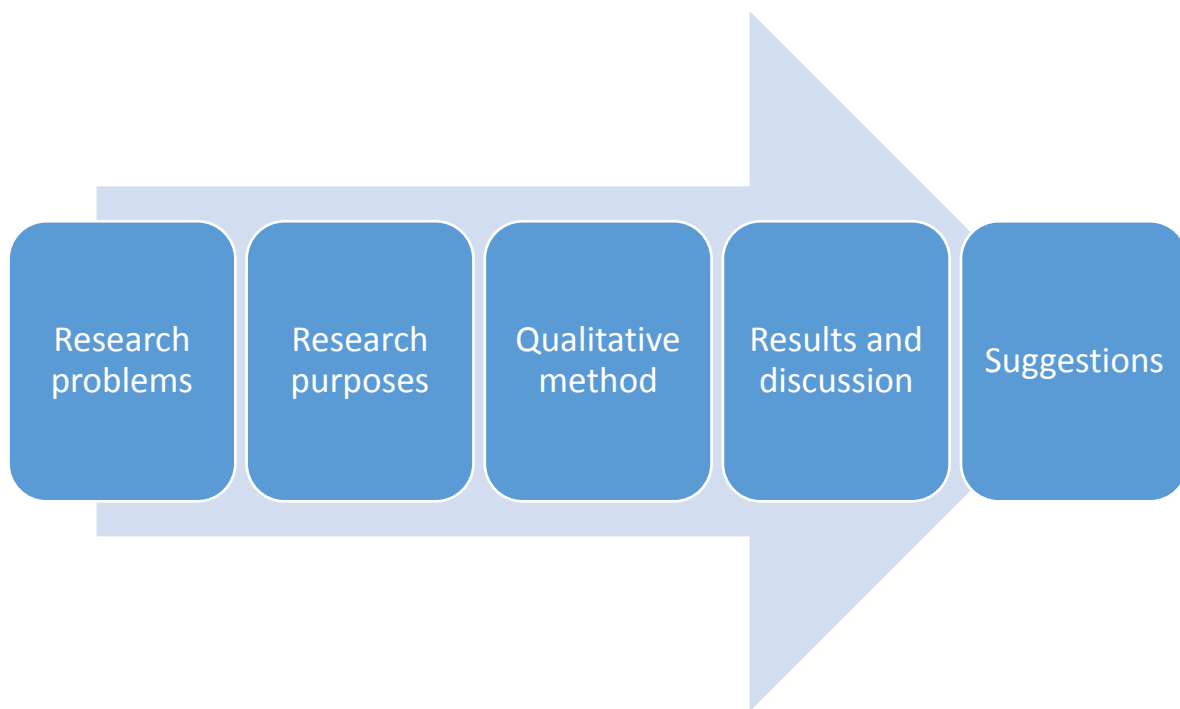 Research
problems
Research
purposes
Qualitative
method
Results and
discussion
Suggestions